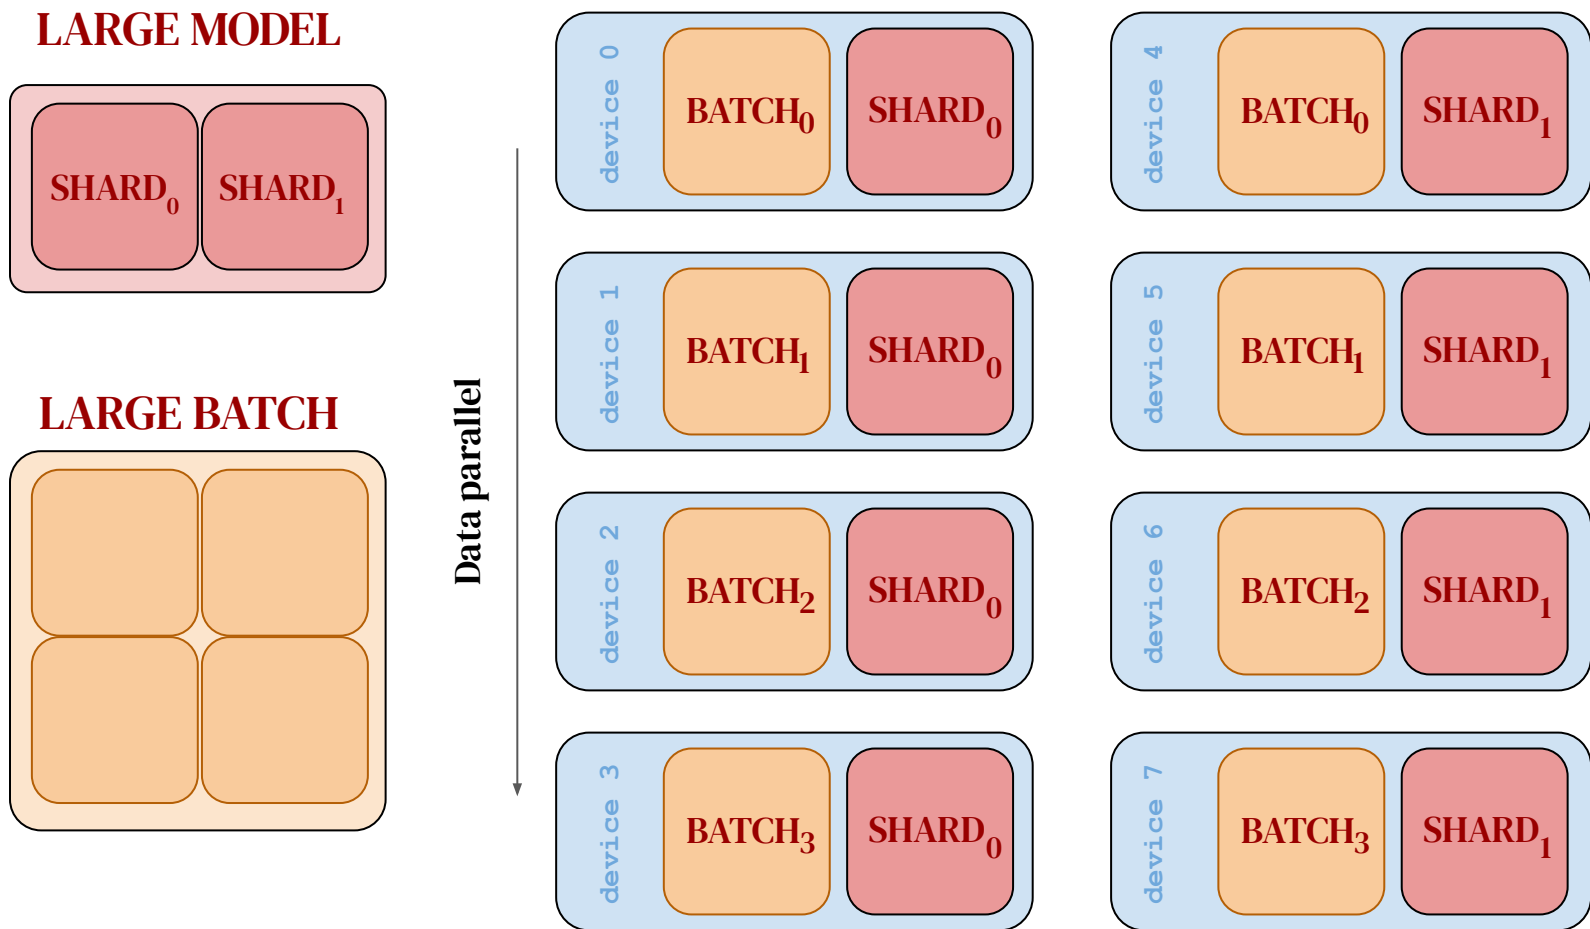 LARGE MODEL
SHARD₀
SHARD₁
LARGE BATCH
Data parallel
device 0
BATCH₀
SHARD₀
device 1
BATCH₁
SHARD₀
device 2
BATCH₂
SHARD₀
device 3
BATCH₃
SHARD₀
device 4
BATCH₀
SHARD₁
device 5
BATCH₁
SHARD₁
device 6
BATCH₂
SHARD₁
device 7
BATCH₃
SHARD₁